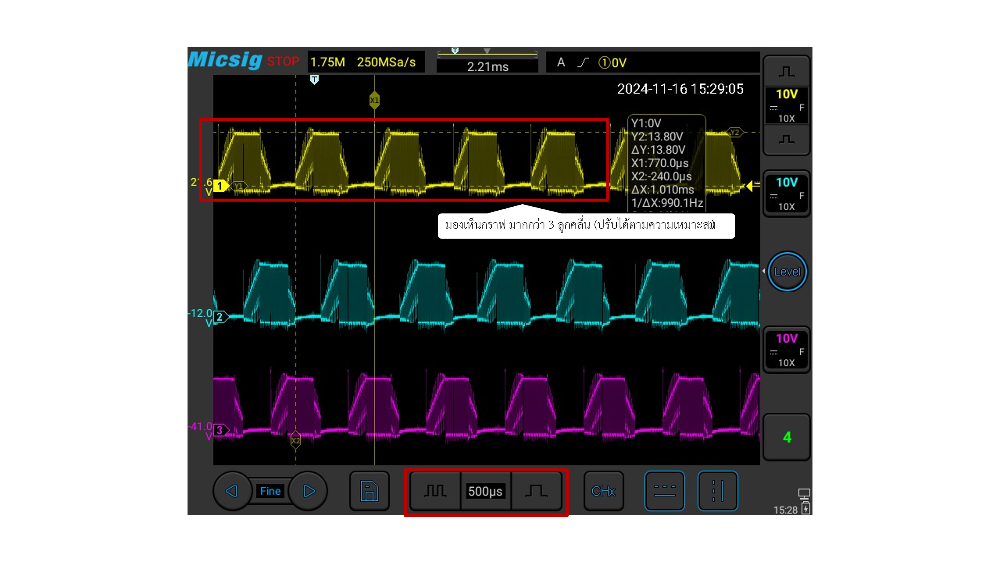 Micsig STOP 1.75M 250MSa/s T 2.21ms A ①0V
T
2024-11-16 15:29:05
X1
10V
F
10X
Y1:0V
Y2:13.80V
ΔY:13.80V
X1:770.0μs
X2:-240.0μs
ΔX:1.010ms
1/ΔX:990.1Hz
Y2
1 Y1
V
10V
F
10X
มองเห็นกราฟ มากกว่า 3 ลูกคลื่น (ปรับได้ตามความเหมาะสม)
Level
-12.0
V
2
10V
F
10X
-41.0
V
3
X2
4
Fine 500μs CHx
15:28